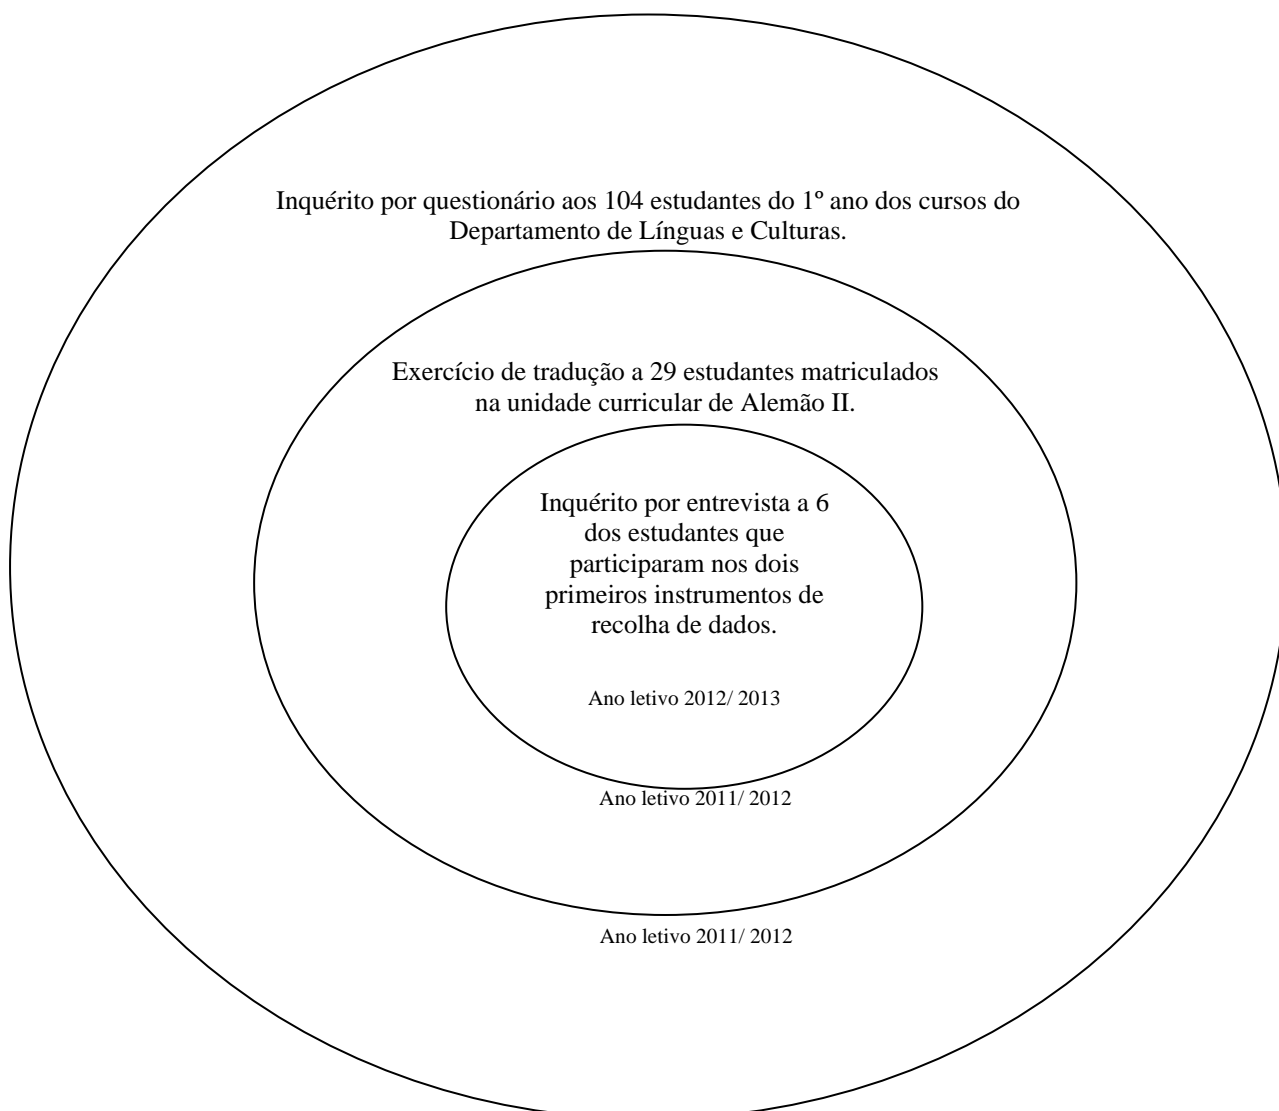 Inquérito por questionário aos 104 estudantes do 1º ano dos cursos do
Departamento de Línguas e Culturas.
Exercício de tradução a 29 estudantes matriculados
na unidade curricular de Alemão II.
Inquérito por entrevista a 6
dos estudantes que
participaram nos dois
primeiros instrumentos de
recolha de dados.
Ano letivo 2012/ 2013
Ano letivo 2011/ 2012
Ano letivo 2011/ 2012